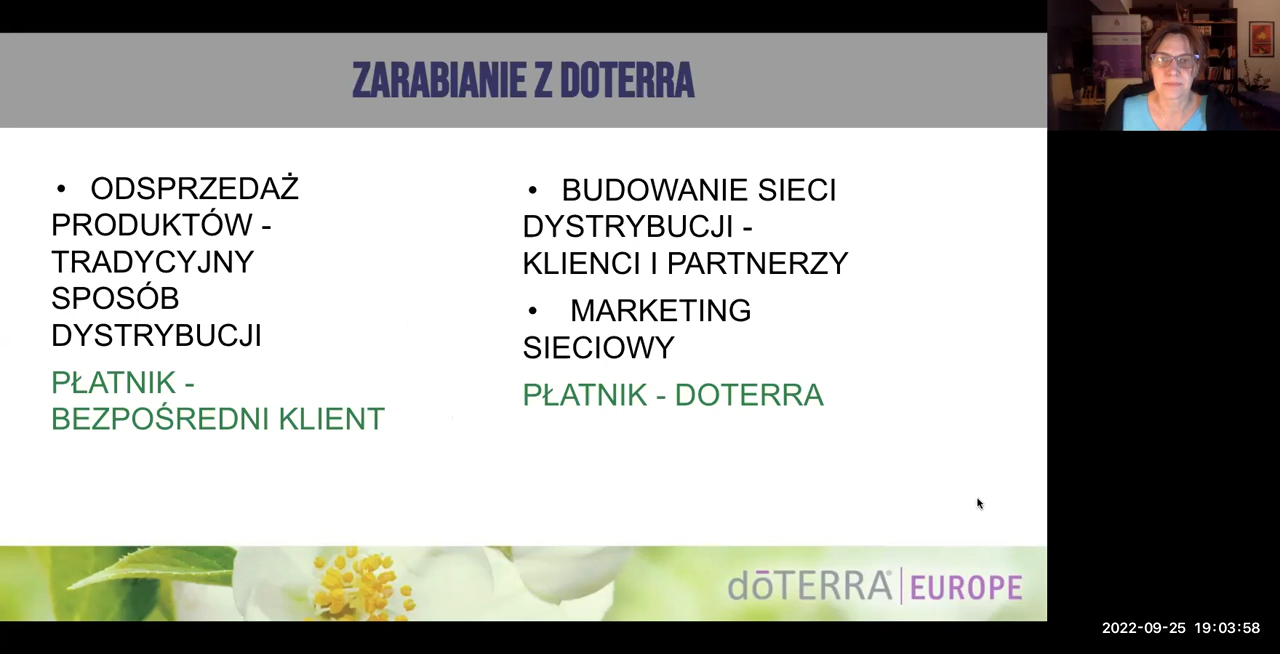 ZARABIANIE Z DOTERRA
• ODSPRZEDAŻ
PRODUKTÓW -
TRADYCYJNY
SPOSÓB
DYSTRYBUCJI
PŁATNIK -
BEZPOŚREDNI KLIENT
• BUDOWANIE SIECI
DYSTRYBUCJI -
KLIENCI I PARTNERZY
• MARKETING
SIECIOWY
PŁATNIK - DOTERRA
dōTERRA® | EUROPE
2022-09-25 19:03:58